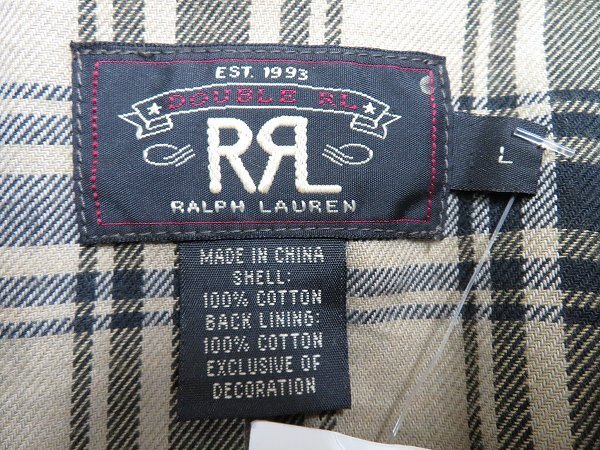 EST. 1993
DOUBLE RL
RRL
RALPH LAUREN
L
MADE IN CHINA
SHELL:
100% COTTON
BACK LINING:
100% COTTON
EXCLUSIVE OF
DECORATION